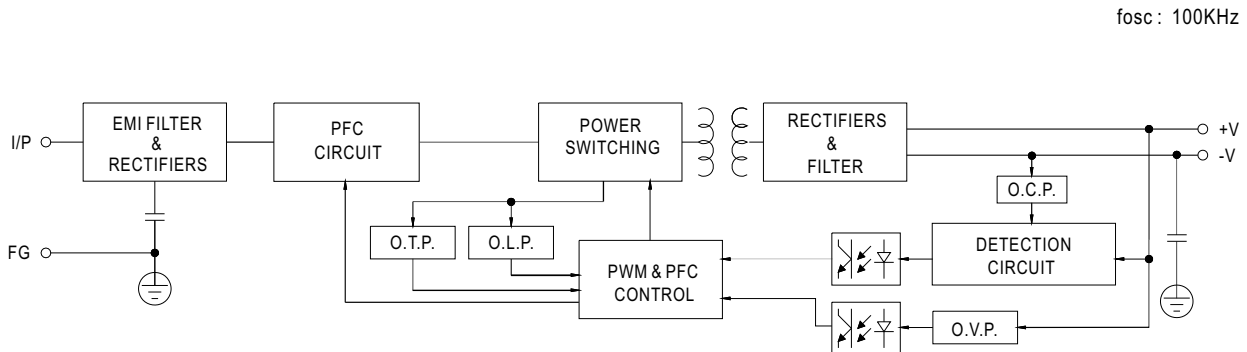 fosc : 100KHz
I/P
EMI FILTER
&
RECTIFIERS
PFC
CIRCUIT
POWER
SWITCHING
RECTIFIERS
&
FILTER
+V
-V
O.C.P.
FG
O.T.P.
O.L.P.
PWM & PFC
CONTROL
DETECTION
CIRCUIT
O.V.P.